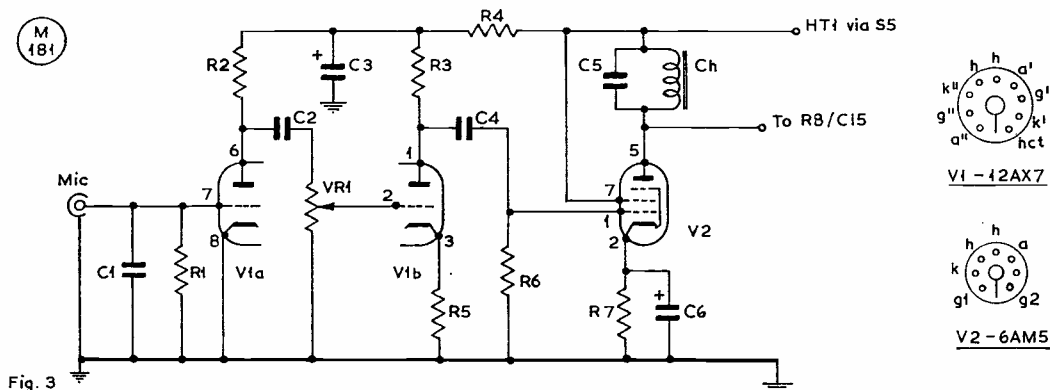 M
181
R4
HT1 via S5
R2
C3
+
R3
C5
Ch
C2
C4
To R8/C15
6
1
5
Mic
7
VR1
2
7
1
V2
8
3
2
C1
R1
V1a
V1b
R6
R5
R7
+
C6
Fig. 3
h h
k" a'
g" g'
a" k'
hct
V1 - 12AX7
h h
k a
g1 g2
V2 - 6AM5